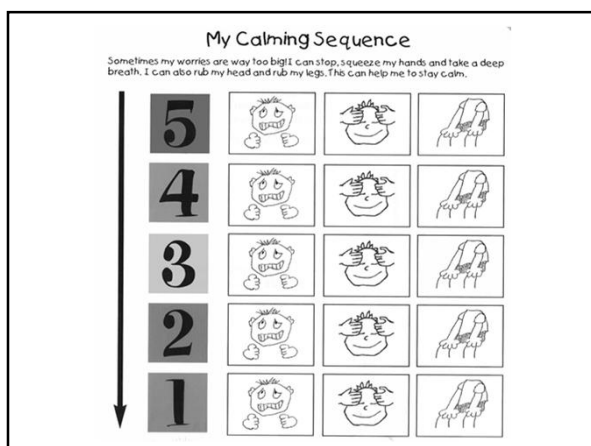 My Calming Sequence
Sometimes my worries are way too big! I can stop, squeeze my hands and take a deep
breath. I can also rub my head and rub my legs. This can help me to stay calm.
5
4
3
2
1